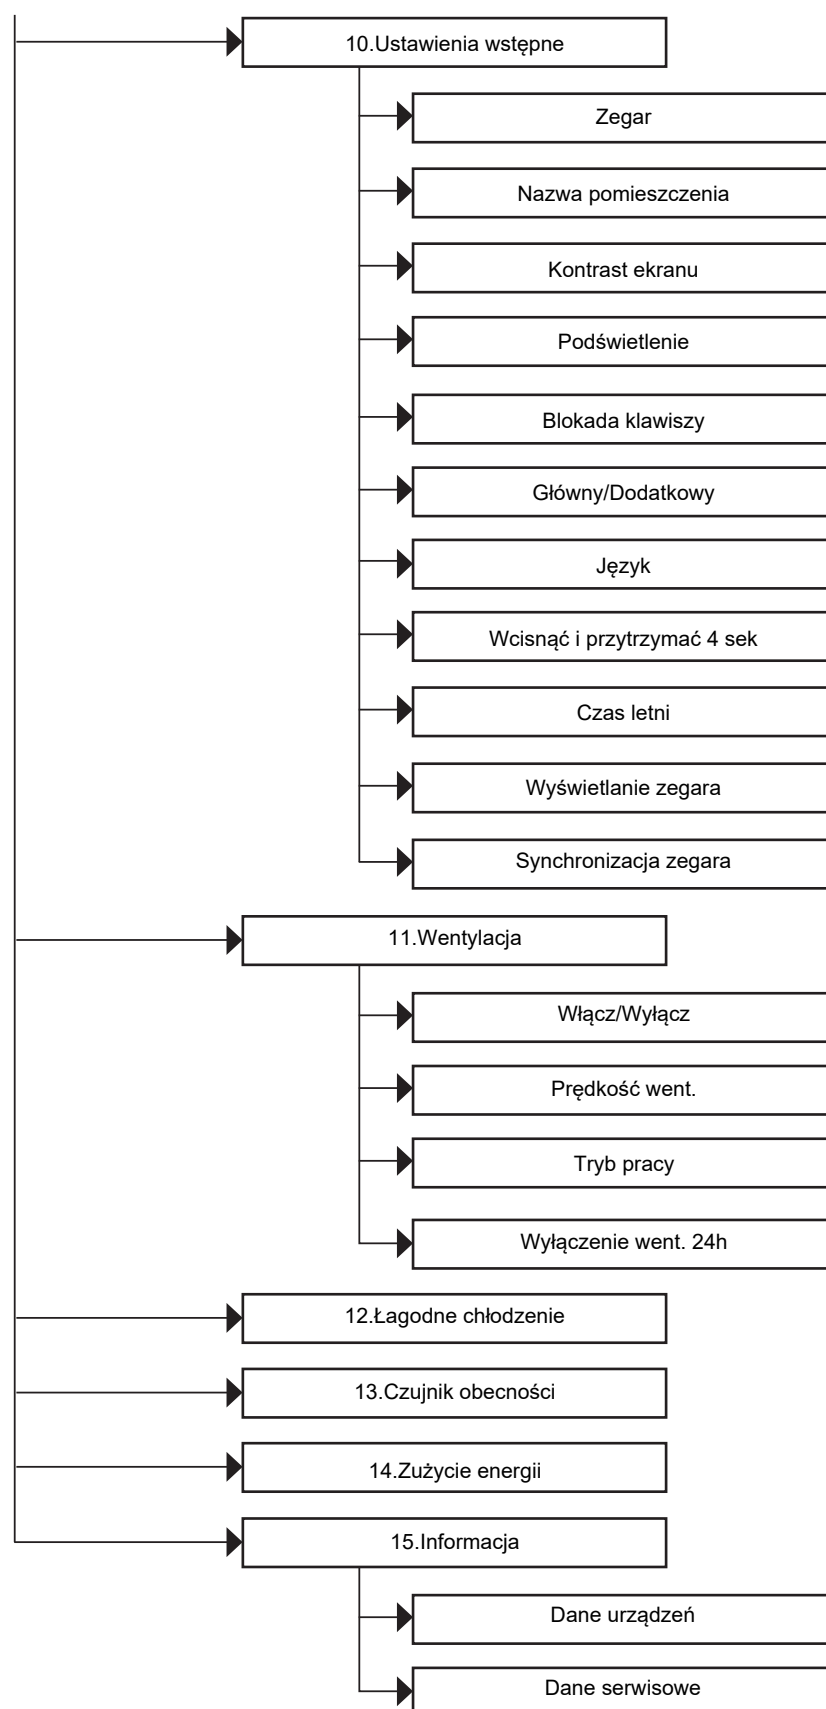 10.Ustawienia wstępne
Zegar
Nazwa pomieszczenia
Kontrast ekranu
Podświetlenie
Blokada klawiszy
Główny/Dodatkowy
Język
Wcisnąć i przytrzymać 4 sek
Czas letni
Wyświetlanie zegara
Synchronizacja zegara
11.Wentylacja
Włącz/Wyłącz
Prędkość went.
Tryb pracy
Wyłączenie went. 24h
12.Łagodne chłodzenie
13.Czujnik obecności
14.Zużycie energii
15.Informacja
Dane urządzeń
Dane serwisowe